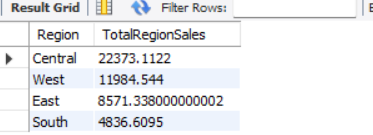 Result Grid Filter Rows:
Region TotalRegionSales
Central 22373.1122
West 11984.544
East 8571.338000000002
South 4836.6095